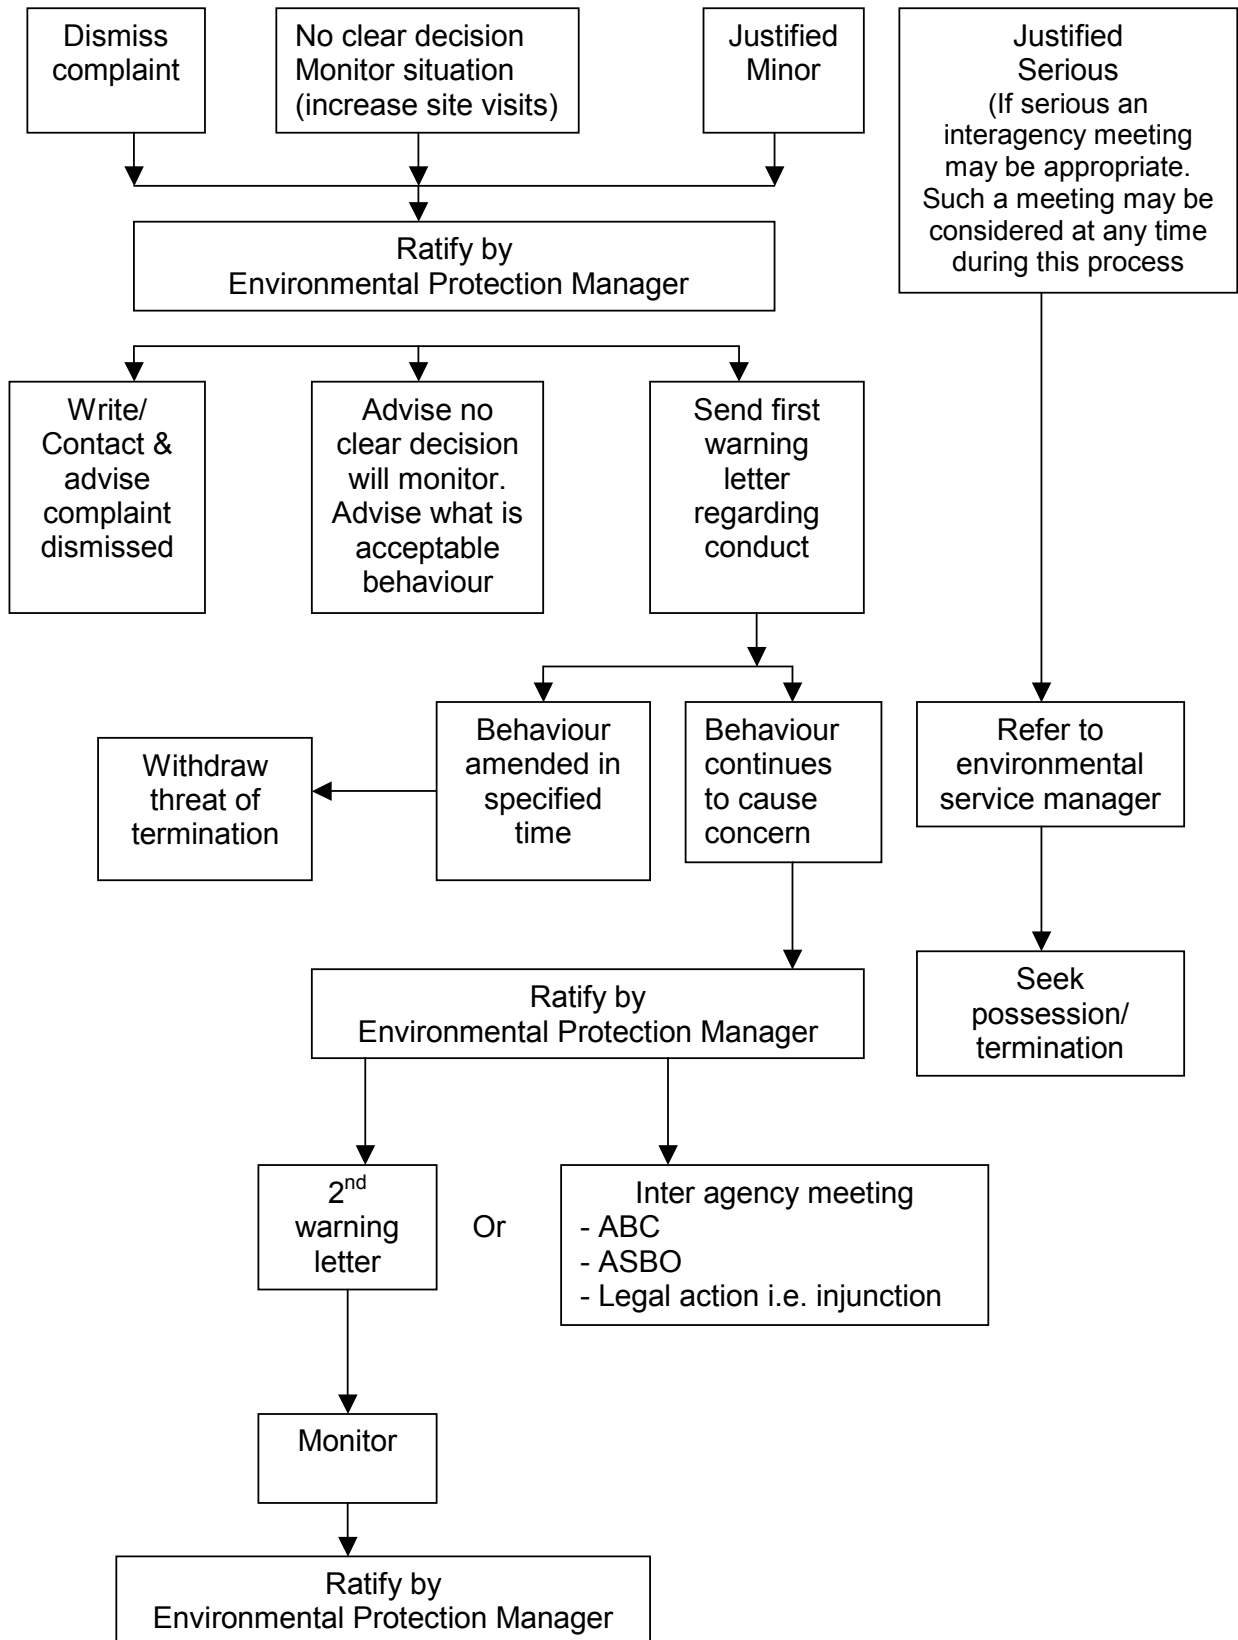 Dismiss
complaint
No clear decision
Monitor situation
(increase site visits)
Justified
Minor
Justified
Serious
(If serious an
interagency meeting
may be appropriate.
Such a meeting may be
considered at any time
during this process
Ratify by
Environmental Protection Manager
Write/
Contact &
advise
complaint
dismissed
Advise no
clear decision
will monitor.
Advise what is
acceptable
behaviour
Send first
warning
letter
regarding
conduct
Withdraw
threat of
termination
Behaviour
amended in
specified
time
Behaviour
continues
to cause
concern
Refer to
environmental
service manager
Seek
possession/
termination
Ratify by
Environmental Protection Manager
2nd
warning
letter
Or
Inter agency meeting
- ABC
- ASBO
- Legal action i.e. injunction
Monitor
Ratify by
Environmental Protection Manager